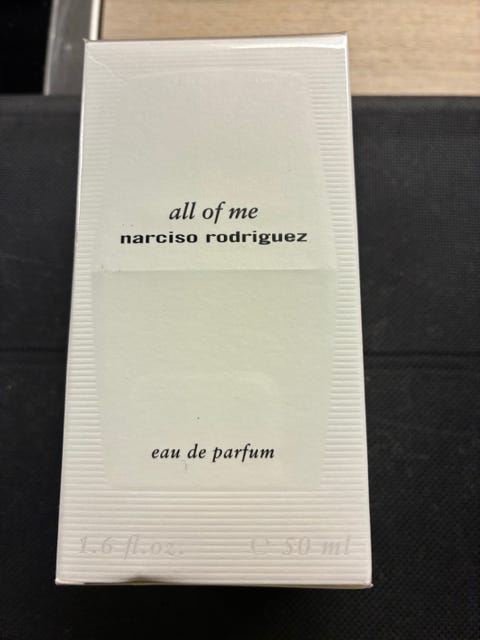 all of me
narciso rodriguez
eau de parfum
1.6 fl.oz. ℮ 50 ml